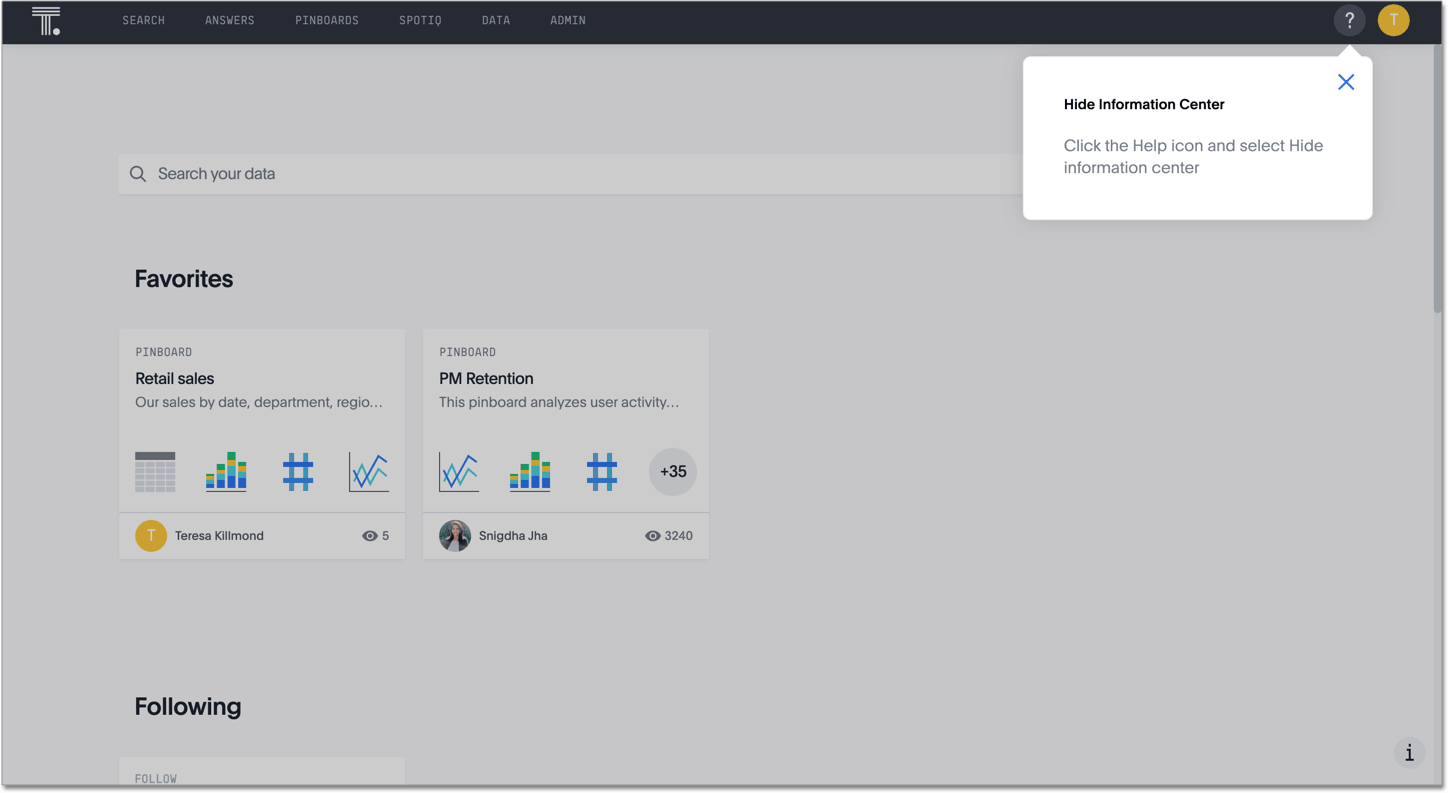 T.
SEARCH
ANSWERS
PINBOARDS
SPOTIQ
DATA
ADMIN
?
T
Hide Information Center
Click the Help icon and select Hide
information center
Search your data
Favorites
PINBOARD
Retail sales
Our sales by date, department, regio...
T
Teresa Killmond
5
PINBOARD
PM Retention
This pinboard analyzes user activity...
+35
Snigdha Jha
3240
Following
FOLLOW
i